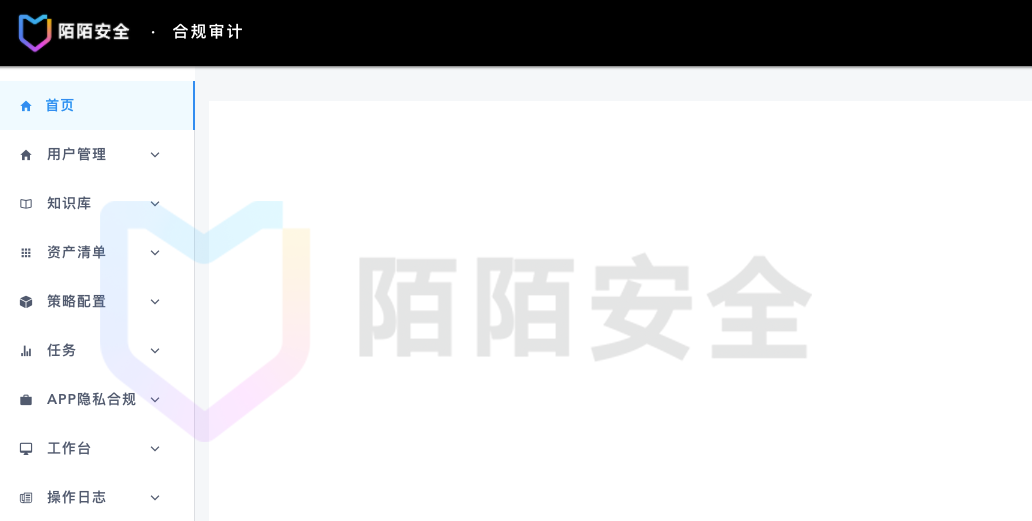 陌陌安全 · 合规审计
首页
用户管理
知识库
资产清单
策略配置
任务
APP隐私合规
工作台
操作日志
陌陌安全